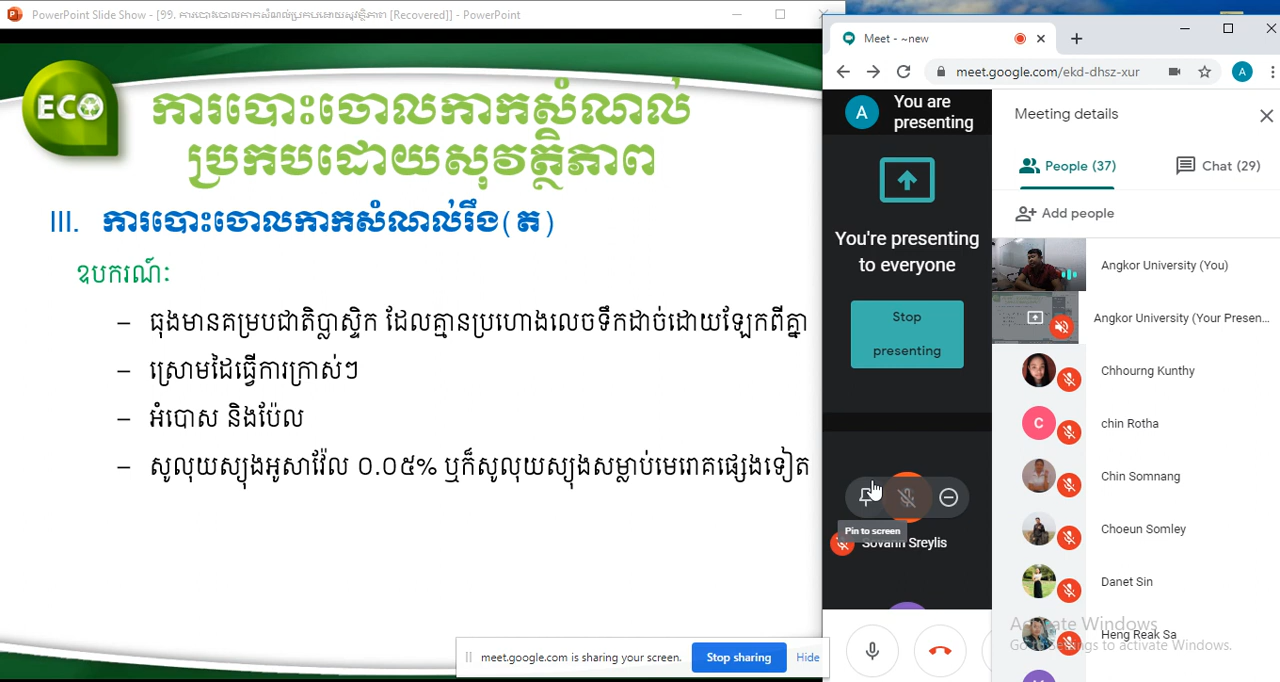 PowerPoint Slide Show - [99. ការបោះចោលកាកសំណល់ប្រកបដោយសុវត្ថិភាព [Recovered]] - PowerPoint
ECO
ការបោះចោលកាកសំណល់
ប្រកបដោយសុវត្ថិភាព
III. ការបោះចោលកាកសំណល់រឹង(ត)
ឧបករណ៍:
– ធុងមានគម្របជាតិប្លាស្ទិក ដែលគ្មានប្រហោងលេចទឹកដាច់ដោយឡែកពីគ្នា
– ស្រោមដៃធ្វើការក្រាស់ៗ
– អំបោស និងប៉ែល
– សូលុយស្យុងអូសាវ៉ែល ០.០៥% ឬក៏សូលុយស្យុងសម្លាប់មេរោគផ្សេងទៀត
meet.google.com is sharing your screen.
Stop sharing
Hide
Meet - ~new
meet.google.com/ekd-dhsz-xur
A
A
You are
presenting
You're presenting
to everyone
Stop
presenting
Pin to screen
Sovann Sreylis
Meeting details
People (37)
Chat (29)
Add people
Angkor University (You)
Angkor University (Your Presen...
Chhourng Kunthy
C
chin Rotha
Chin Somnang
Choeun Somley
Danet Sin
Heng Reak Sa
Activate Windows
Go to Settings to activate Windows.